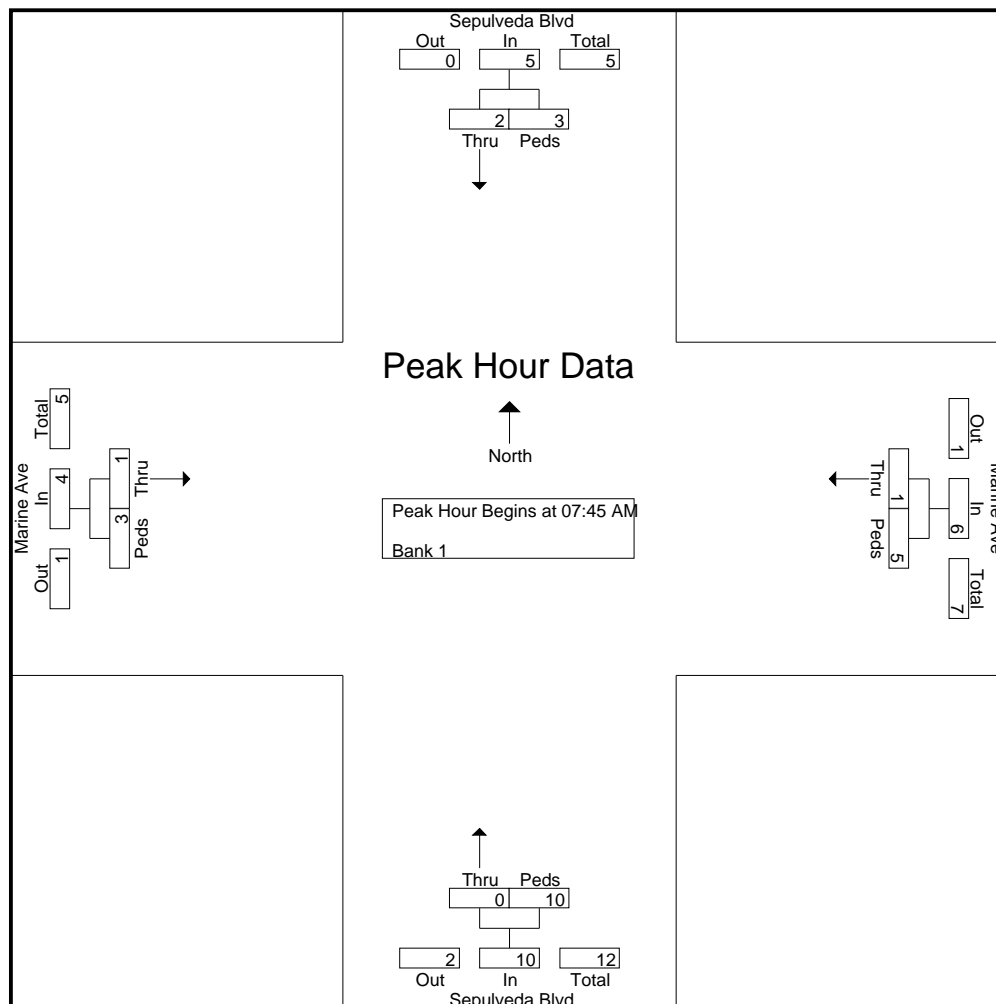 Sepulveda Blvd
Out In Total
0 5 5
2 3
Thru Peds
Peak Hour Data
North
Peak Hour Begins at 07:45 AM
Bank 1
Marine Ave
Total In Out
5 4 1
1 3
Thru Peds
Marine Ave
Out In Total
1 6 7
1 5
Thru Peds
Thru Peds
0 10
2 10 12
Out In Total
Sepulveda Blvd